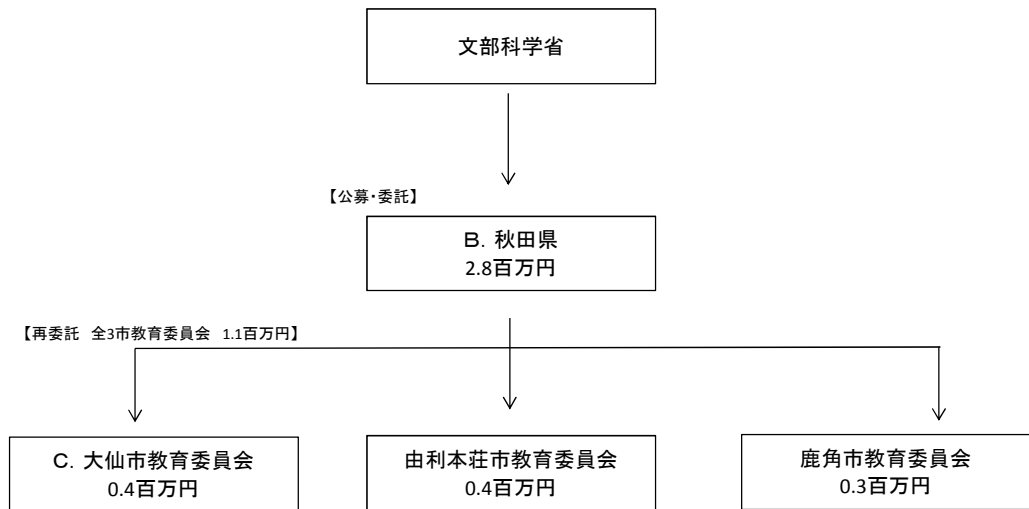 文部科学省
【公募・委託】
B. 秋田県
2.8百万円
【再委託 全3市教育委員会 1.1百万円】
C. 大仙市教育委員会
0.4百万円
由利本荘市教育委員会
0.4百万円
鹿角市教育委員会
0.3百万円